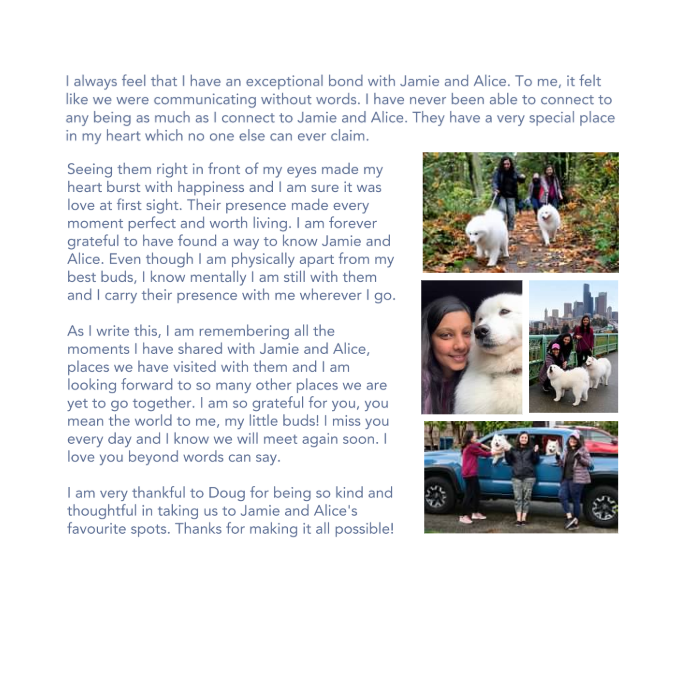 I always feel that I have an exceptional bond with Jamie and Alice. To me, it felt
like we were communicating without words. I have never been able to connect to
any being as much as I connect to Jamie and Alice. They have a very special place
in my heart which no one else can ever claim.
Seeing them right in front of my eyes made my
heart burst with happiness and I am sure it was
love at first sight. Their presence made every
moment perfect and worth living. I am forever
grateful to have found a way to know Jamie and
Alice. Even though I am physically apart from my
best buds, I know mentally I am still with them
and I carry their presence with me wherever I go.
As I write this, I am remembering all the
moments I have shared with Jamie and Alice,
places we have visited with them and I am
looking forward to so many other places we are
yet to go together. I am so grateful for you, you
mean the world to me, my little buds! I miss you
every day and I know we will meet again soon. I
love you beyond words can say.
I am very thankful to Doug for being so kind and
thoughtful in taking us to Jamie and Alice's
favourite spots. Thanks for making it all possible!